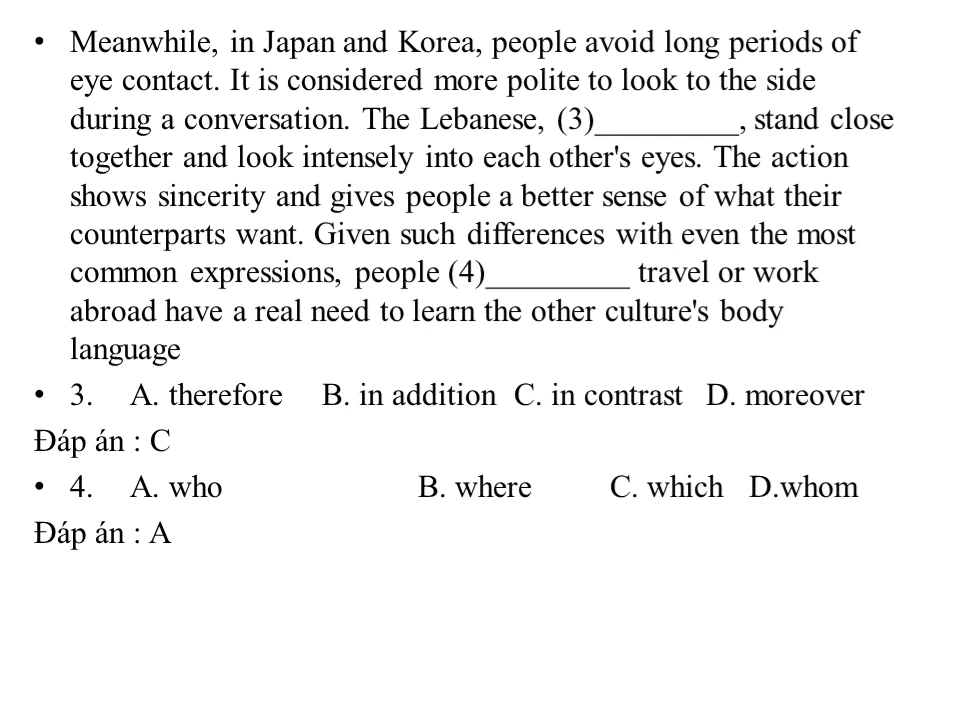 • Meanwhile, in Japan and Korea, people avoid long periods of
eye contact. It is considered more polite to look to the side
during a conversation. The Lebanese, (3)_________, stand close
together and look intensely into each other's eyes. The action
shows sincerity and gives people a better sense of what their
counterparts want. Given such differences with even the most
common expressions, people (4)_________ travel or work
abroad have a real need to learn the other culture's body
language
• 3. A. therefore B. in addition C. in contrast D. moreover
Đáp án : C
• 4. A. who B. where C. which D.whom
Đáp án : A